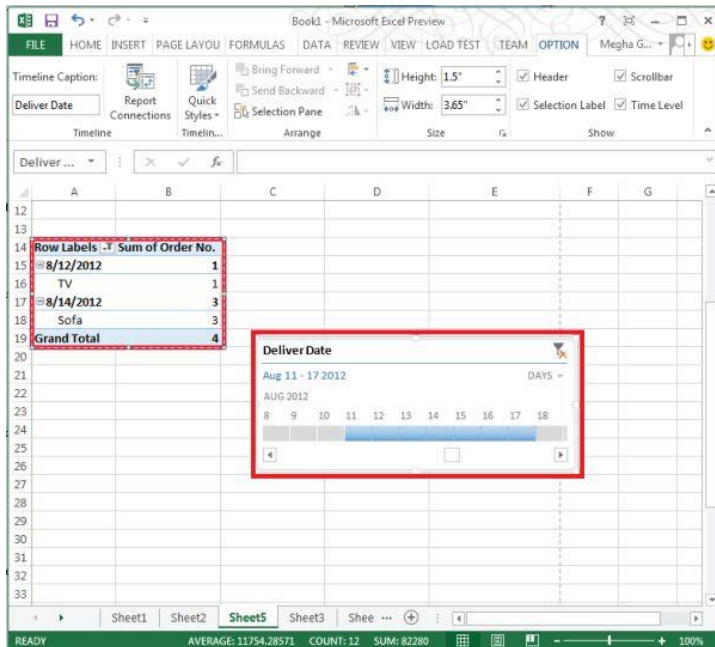 Book1 - Microsoft Excel Preview
FILE HOME INSERT PAGE LAYOU FORMULAS DATA REVIEW VIEW LOAD TEST TEAM OPTION Megha G...
Timeline Caption:
Deliver Date
Report Connections
Quick Styles
Bring Forward
Send Backward
Selection Pane
Height: 1.5"
Width: 3.65"
Header
Scrollbar
Selection Label
Time Level
Timeline Timelin... Arrange Size Show
Deliver ... fx
A B C D E F G
12
13
14 Row Labels Sum of Order No.
15 8/12/2012 1
16 TV 1
17 8/14/2012 3
18 Sofa 3
19 Grand Total 4
20
21
22
23
24
25
26
27
28
29
30
31
32
33
Deliver Date
Aug 11 - 17 2012 DAYS
AUG 2012
8 9 10 11 12 13 14 15 16 17 18
Sheet1 Sheet2 Sheet5 Sheet3 Shee ...
READY AVERAGE: 11754.28571 COUNT: 12 SUM: 82280 100%